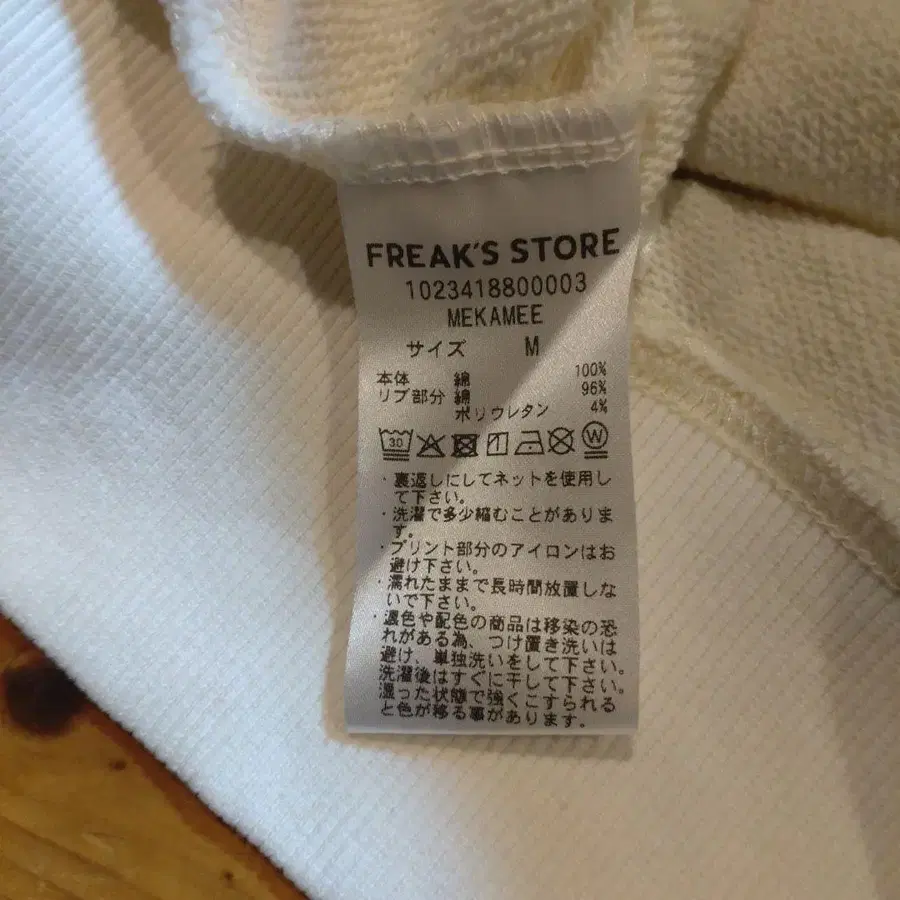 FREAK'S STORE
1023418800003
MEKAMEE
サイズ M
本体 綿 100%
リブ部分 綿 96%
ポリウレタン 4%
30 W
・裏返しにしてネットを使用し
て下さい。
・洗濯で多少縮むことがありま
す。
・プリント部分のアイロンはお
避け下さい。
・濡れたままで長時間放置しな
いで下さい。
・濃色や配色の商品は移染の恐
れがある為、つけ置き洗いは
避け、単独洗いをして下さい。
洗濯後はすぐに干して下さい。
湿った状態で強くこすられる
と色が移る事があります。